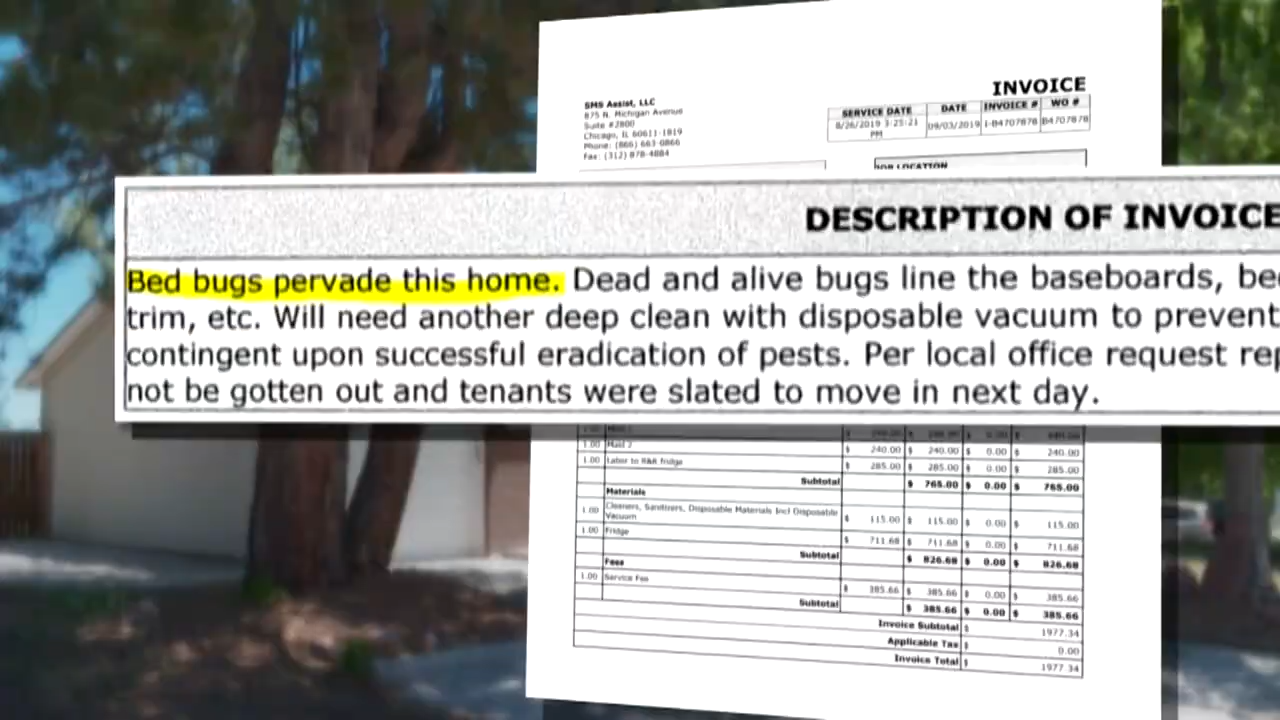 INVOICE
SMS Assist, LLC
875 N. Michigan Avenue
Suite #2800
Chicago, IL 60611-1819
Phone: (866) 663-0866
Fax: (312) 878-4884
SERVICE DATE DATE INVOICE # WO #
8/26/2019 3:25:21 PM 09/03/2019 I-B4707878 B4707878
JOB LOCATION
DESCRIPTION OF INVOICE
Bed bugs pervade this home. Dead and alive bugs line the baseboards, be
trim, etc. Will need another deep clean with disposable vacuum to prevent
contingent upon successful eradication of pests. Per local office request re
not be gotten out and tenants were slated to move in next day.
1.00 Maid 2 $ 240.00 $ 240.00 $ 0.00 $ 240.00
1.00 Labor to R&R fridge $ 285.00 $ 285.00 $ 0.00 $ 285.00
Subtotal $ 765.00 $ 0.00 $ 765.00
Materials
1.00 Cleaners, Sanitizers, Disposable Materials Incl Disposable
Vacuum $ 115.00 $ 115.00 $ 0.00 $ 115.00
1.00 Fridge $ 711.68 $ 711.68 $ 0.00 $ 711.68
Subtotal $ 826.68 $ 0.00 $ 826.68
Fees
1.00 Service Fee $ 385.66 $ 385.66 $ 0.00 $ 385.66
Subtotal $ 385.66 $ 0.00 $ 385.66
Invoice Subtotal $ 1977.34
Applicable Tax $ 0.00
Invoice Total $ 1977.34